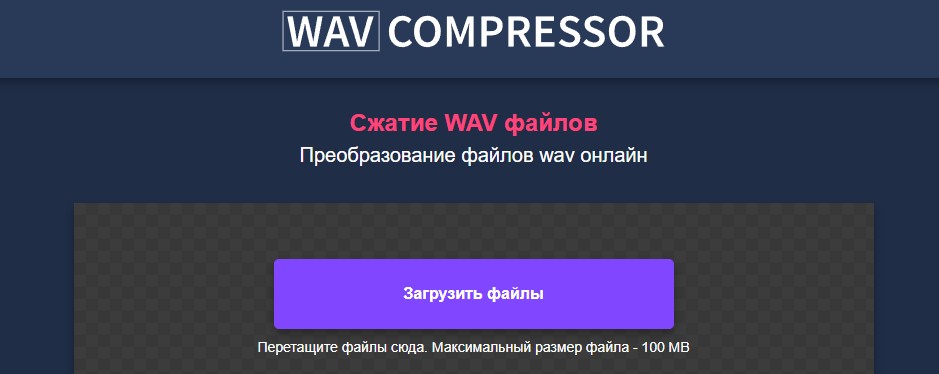 WAV COMPRESSOR
Сжатие WAV файлов
Преобразование файлов wav онлайн
Загрузить файлы
Перетащите файлы сюда. Максимальный размер файла - 100 MB